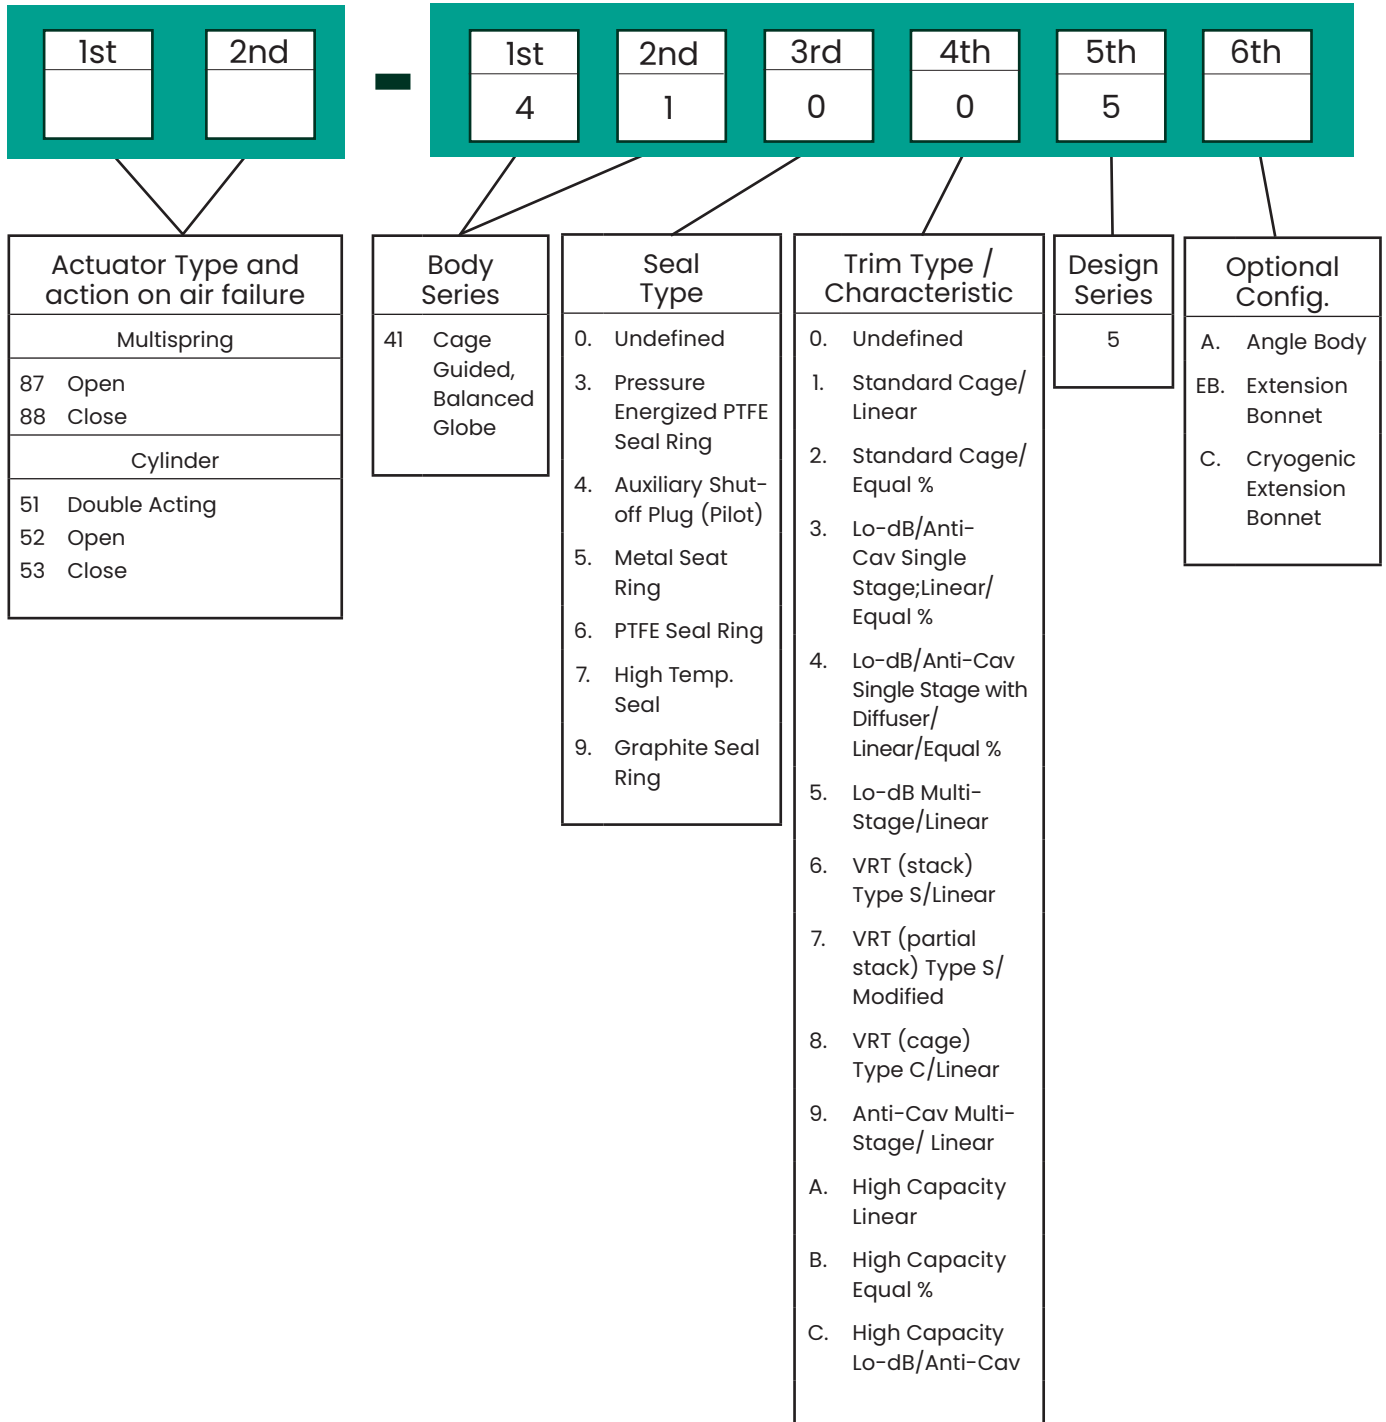 1st
2nd
-
1st
2nd
3rd
4th
5th
6th
4
1
0
0
5
Actuator Type and
action on air failure
Multispring
87 Open
88 Close
Cylinder
51 Double Acting
52 Open
53 Close
Body
Series
41 Cage
Guided,
Balanced
Globe
Seal
Type
0. Undefined
3. Pressure
Energized PTFE
Seal Ring
4. Auxiliary Shut-
off Plug (Pilot)
5. Metal Seat
Ring
6. PTFE Seal Ring
7. High Temp.
Seal
9. Graphite Seal
Ring
Trim Type /
Characteristic
0. Undefined
1. Standard Cage/
Linear
2. Standard Cage/
Equal %
3. Lo-dB/Anti-
Cav Single
Stage;Linear/
Equal %
4. Lo-dB/Anti-Cav
Single Stage with
Diffuser/
Linear/Equal %
5. Lo-dB Multi-
Stage/Linear
6. VRT (stack)
Type S/Linear
7. VRT (partial
stack) Type S/
Modified
8. VRT (cage)
Type C/Linear
9. Anti-Cav Multi-
Stage/ Linear
A. High Capacity
Linear
B. High Capacity
Equal %
C. High Capacity
Lo-dB/Anti-Cav
Design
Series
5
Optional
Config.
A. Angle Body
EB. Extension
Bonnet
C. Cryogenic
Extension
Bonnet